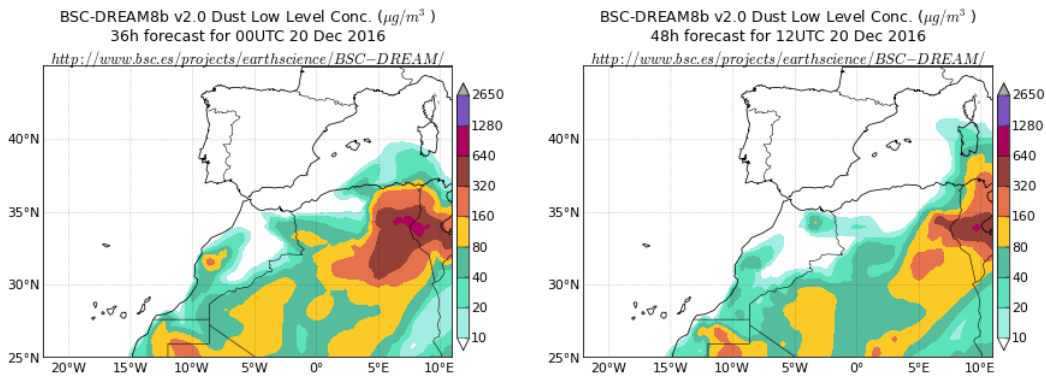 BSC-DREAM8b v2.0 Dust Low Level Conc. (μg/m³ )
36h forecast for 00UTC 20 Dec 2016
http://www.bsc.es/projects/earthscience/BSC−DREAM/
40°N
35°N
30°N
25°N
20°W
15°W
10°W
5°W
0°
5°E
10°E
2650
1280
640
320
160
80
40
20
10
BSC-DREAM8b v2.0 Dust Low Level Conc. (μg/m³ )
48h forecast for 12UTC 20 Dec 2016
http://www.bsc.es/projects/earthscience/BSC−DREAM/
40°N
35°N
30°N
25°N
20°W
15°W
10°W
5°W
0°
5°E
10°E
2650
1280
640
320
160
80
40
20
10